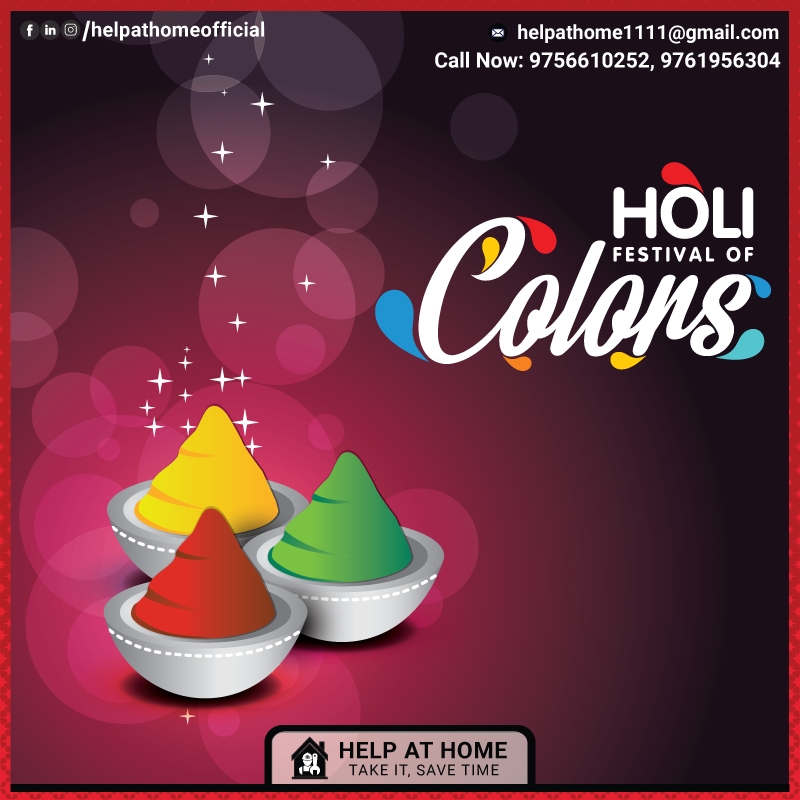 /helpathomeofficial
helpathome1111@gmail.com
Call Now: 9756610252, 9761956304
HOLI
FESTIVAL OF
Colors
HELP AT HOME
TAKE IT, SAVE TIME